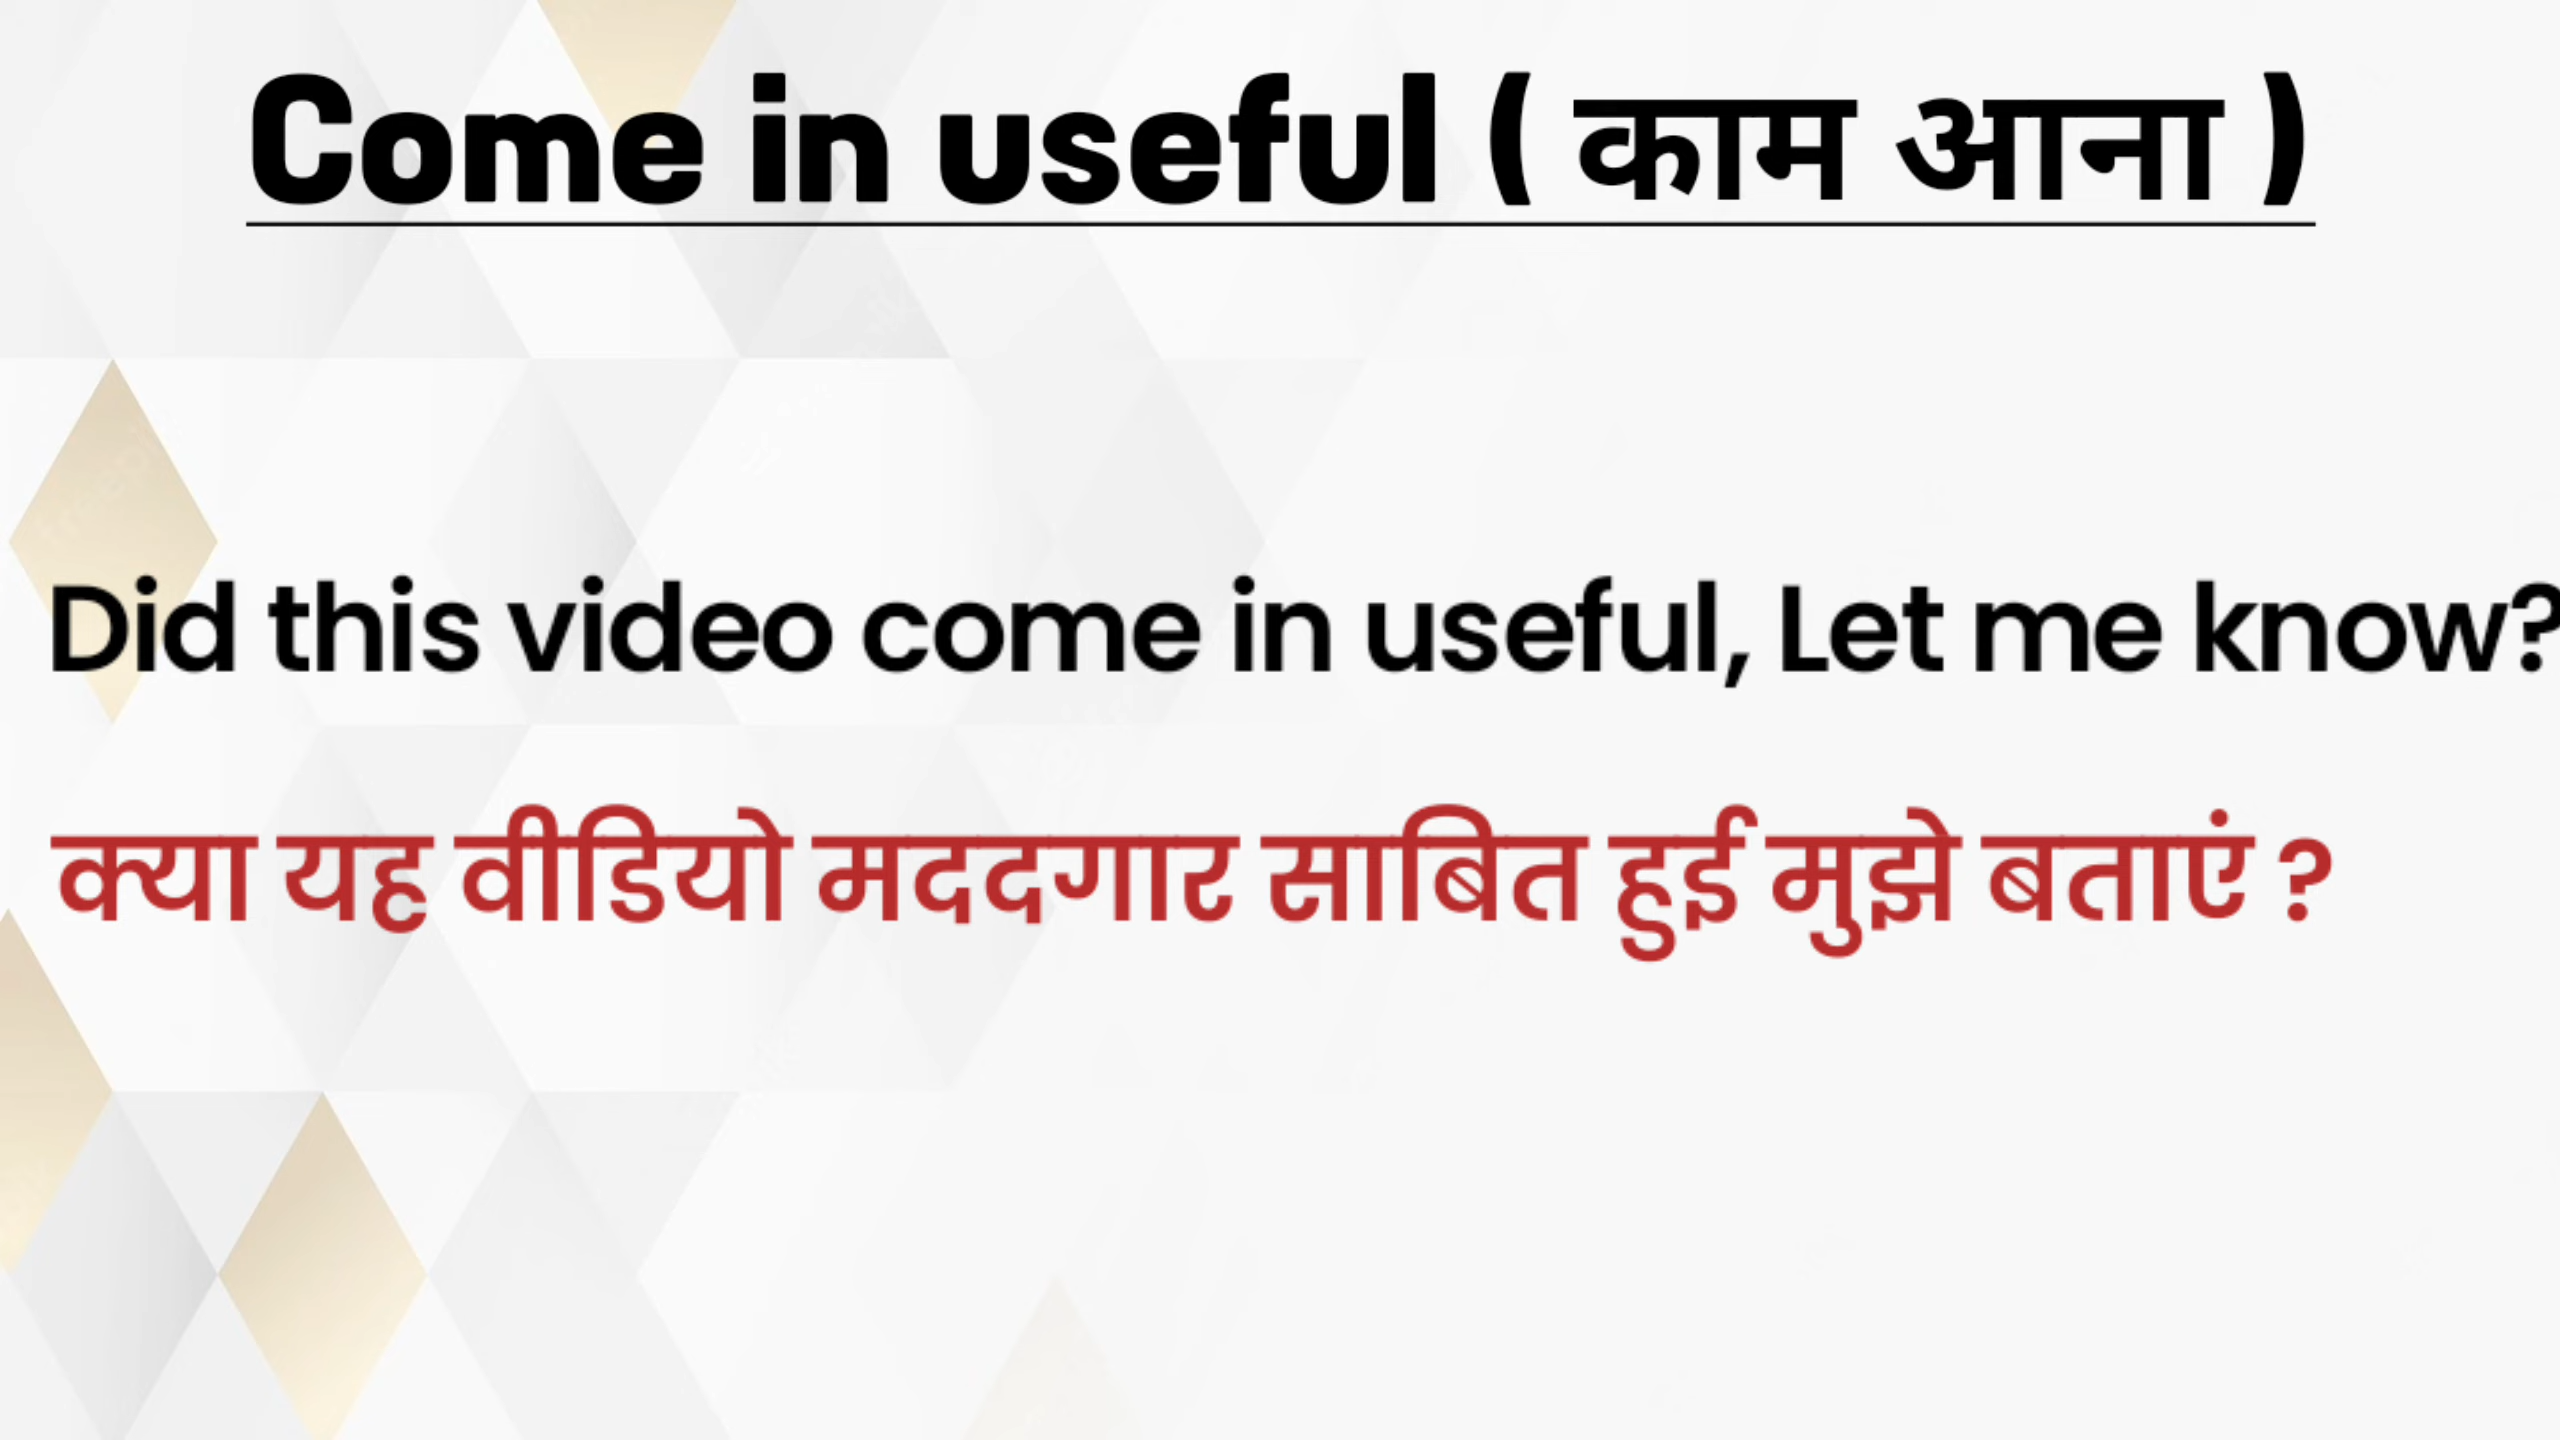 Come in useful ( काम आना )
Did this video come in useful, Let me know?
क्या यह वीडियो मददगार साबित हुई मुझे बताएं ?